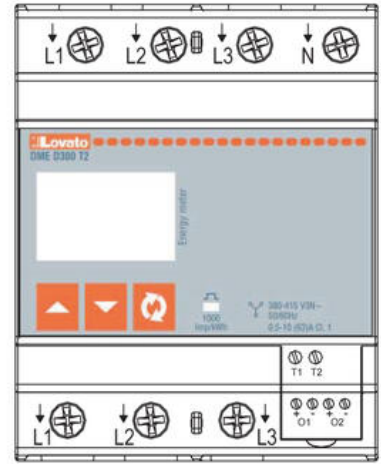 L1 L2 L3 N
Lovato
DME D300 T2
Energy meter
1000
imp/kWh
380-415 V3N~
50/60Hz
0,5-10 (63)A Cl. 1
T1 T2
+ - + -
O1 O2
L1 L2 L3